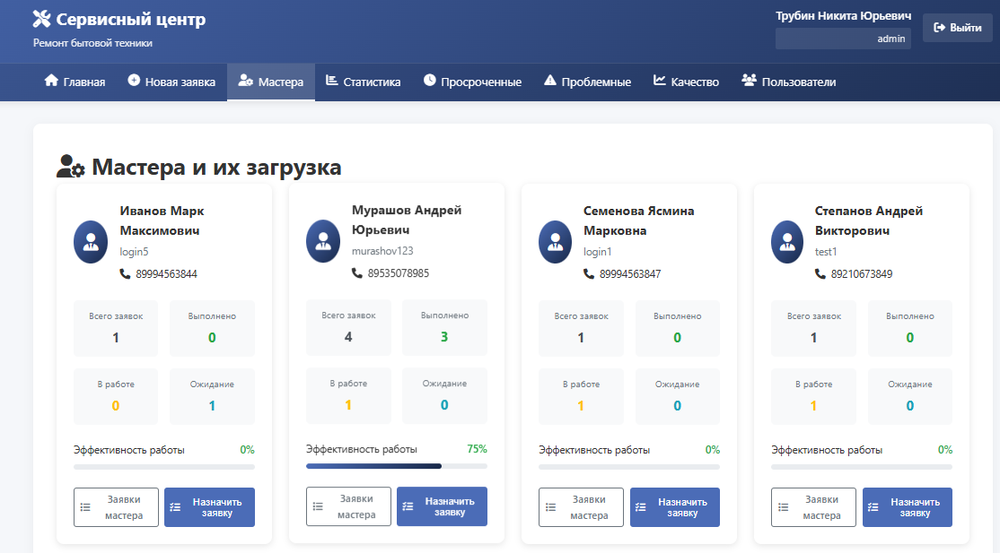 Сервисный центр
Ремонт бытовой техники
Трубин Никита Юрьевич
admin
Выйти
Главная Новая заявка Мастера Статистика Просроченные Проблемные Качество Пользователи
Мастера и их загрузка
Иванов Марк
Максимович
login5
89994563844
Всего заявок Выполнено
1 0
В работе Ожидание
0 1
Эффективность работы 0%
Заявки
мастера
Назначить
заявку
Мурашов Андрей
Юрьевич
murashov123
89535078985
Всего заявок Выполнено
4 3
В работе Ожидание
1 0
Эффективность работы 75%
Заявки
мастера
Назначить
заявку
Семенова Ясмина
Марковна
login1
89994563847
Всего заявок Выполнено
1 0
В работе Ожидание
1 0
Эффективность работы 0%
Заявки
мастера
Назначить
заявку
Степанов Андрей
Викторович
test1
89210673849
Всего заявок Выполнено
1 0
В работе Ожидание
1 0
Эффективность работы 0%
Заявки
мастера
Назначить
заявку